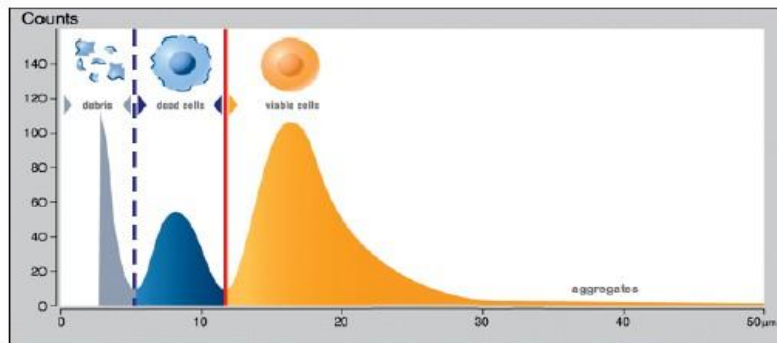 Counts
140
120
100
80
60
40
20
0
debris
dead cells
viable cells
aggregates
0 10 20 30 40 50µm